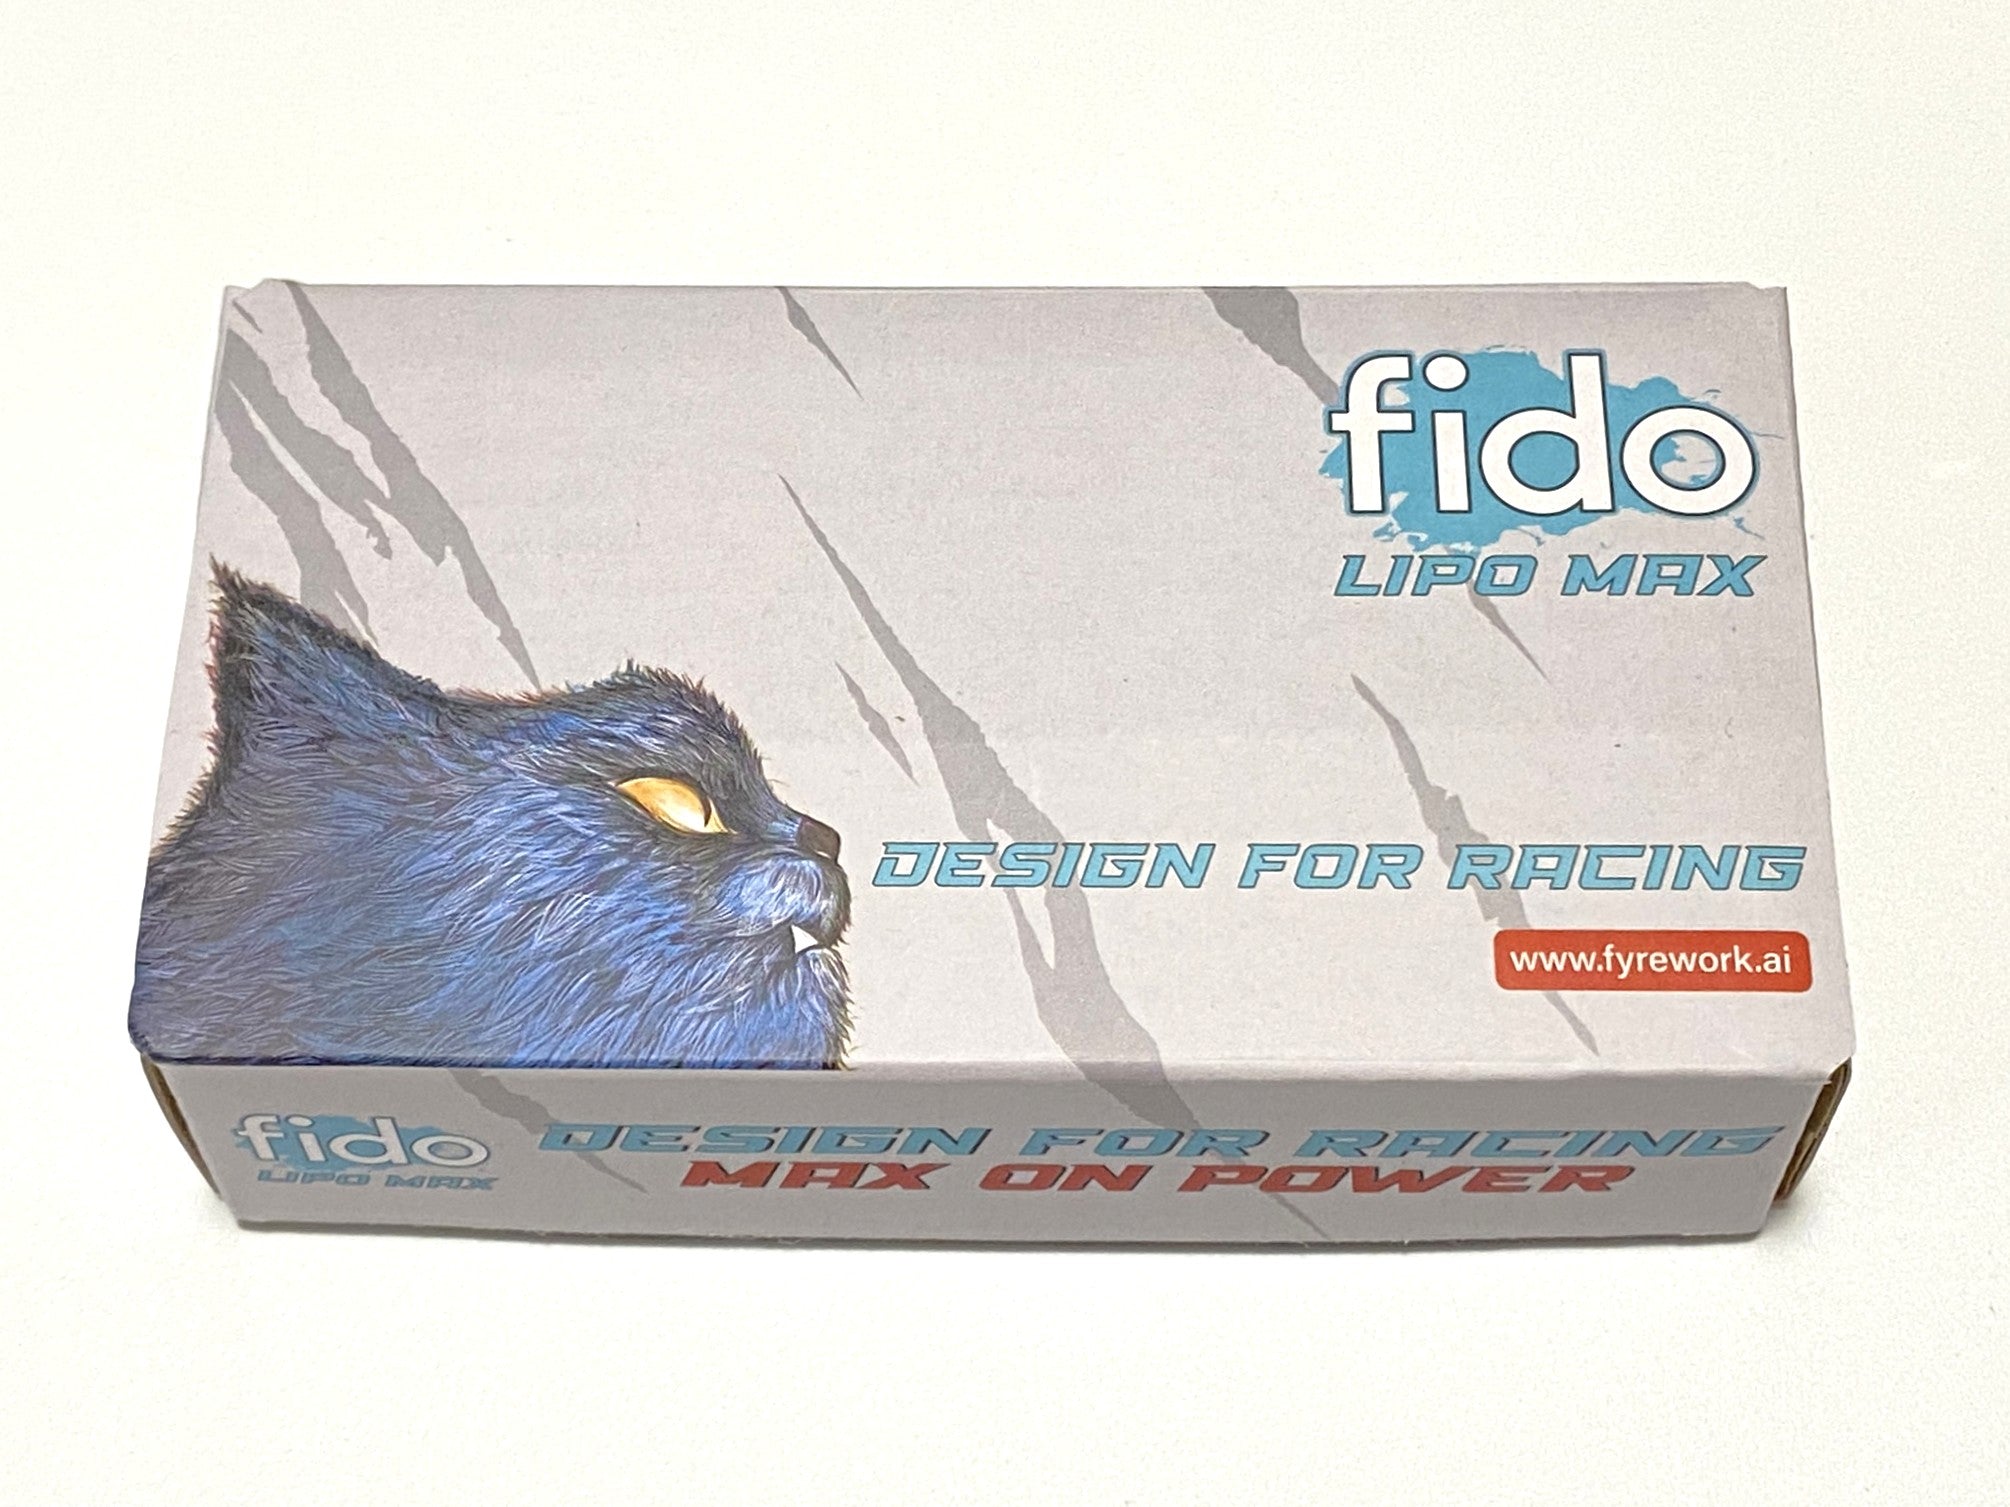 fido
LIPO MAX
DESIGN FOR RACING
www.fyrework.ai
fido
LIPO MAX
DESIGN FOR RACING
MAX ON POWER